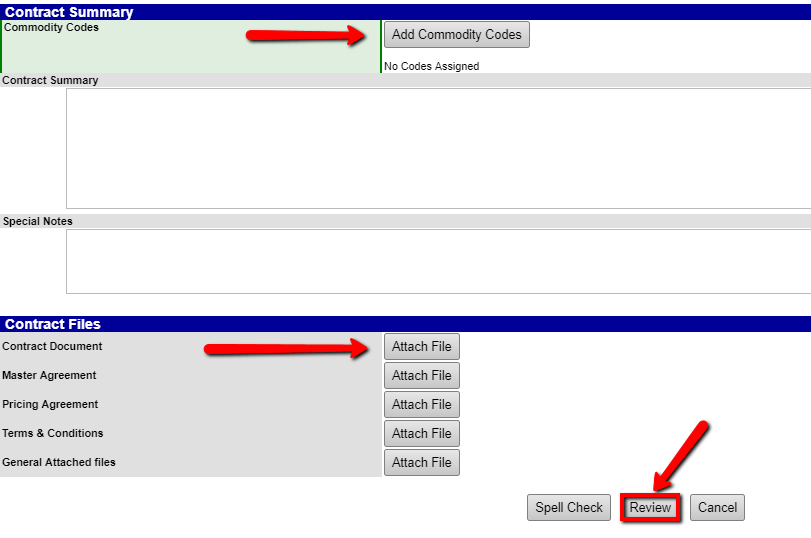 Contract Summary
Commodity Codes
Add Commodity Codes
No Codes Assigned
Contract Summary
Special Notes
Contract Files
Contract Document Attach File
Master Agreement Attach File
Pricing Agreement Attach File
Terms & Conditions Attach File
General Attached files Attach File
Spell Check Review Cancel